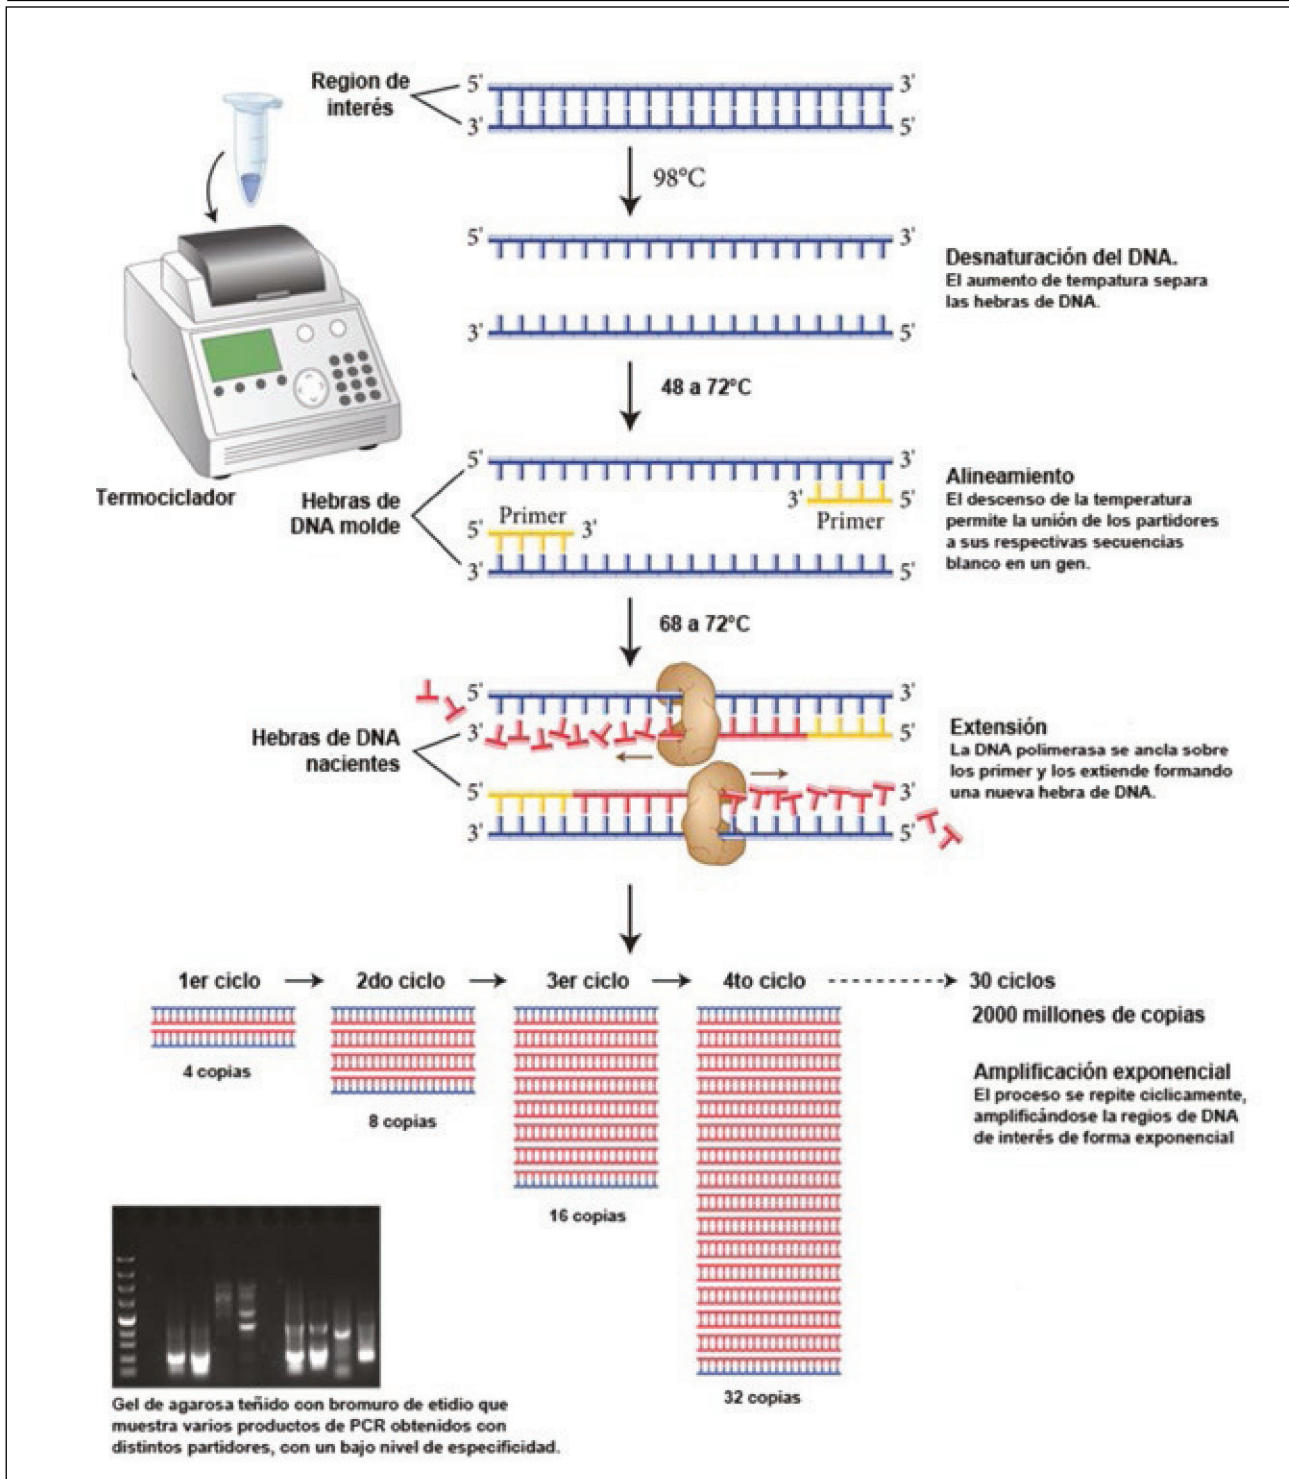 Region de
interés
5' 3'
3' 5'
98°C
5' 3'
3' 5'
Desnaturación del DNA.
El aumento de tempatura separa
las hebras de DNA.
48 a 72°C
Termociclador
Hebras de
DNA molde
5' 3'
3' 5'
Primer
5' Primer 3'
3' 5'
Alineamiento
El descenso de la temperatura
permite la unión de los partidores
a sus respectivas secuencias
blanco en un gen.
68 a 72°C
Hebras de DNA
nacientes
5' 3'
3' 5'
5' 3'
3' 5'
Extensión
La DNA polimerasa se ancla sobre
los primer y los extiende formando
una nueva hebra de DNA.
1er ciclo 2do ciclo 3er ciclo 4to ciclo 30 ciclos
4 copias
8 copias
16 copias
32 copias
2000 millones de copias
Amplificación exponencial
El proceso se repite ciclicamente,
amplificándose la regios de DNA
de interés de forma exponencial
Gel de agarosa teñido con bromuro de etidio que
muestra varios productos de PCR obtenidos con
distintos partidores, con un bajo nivel de especificidad.